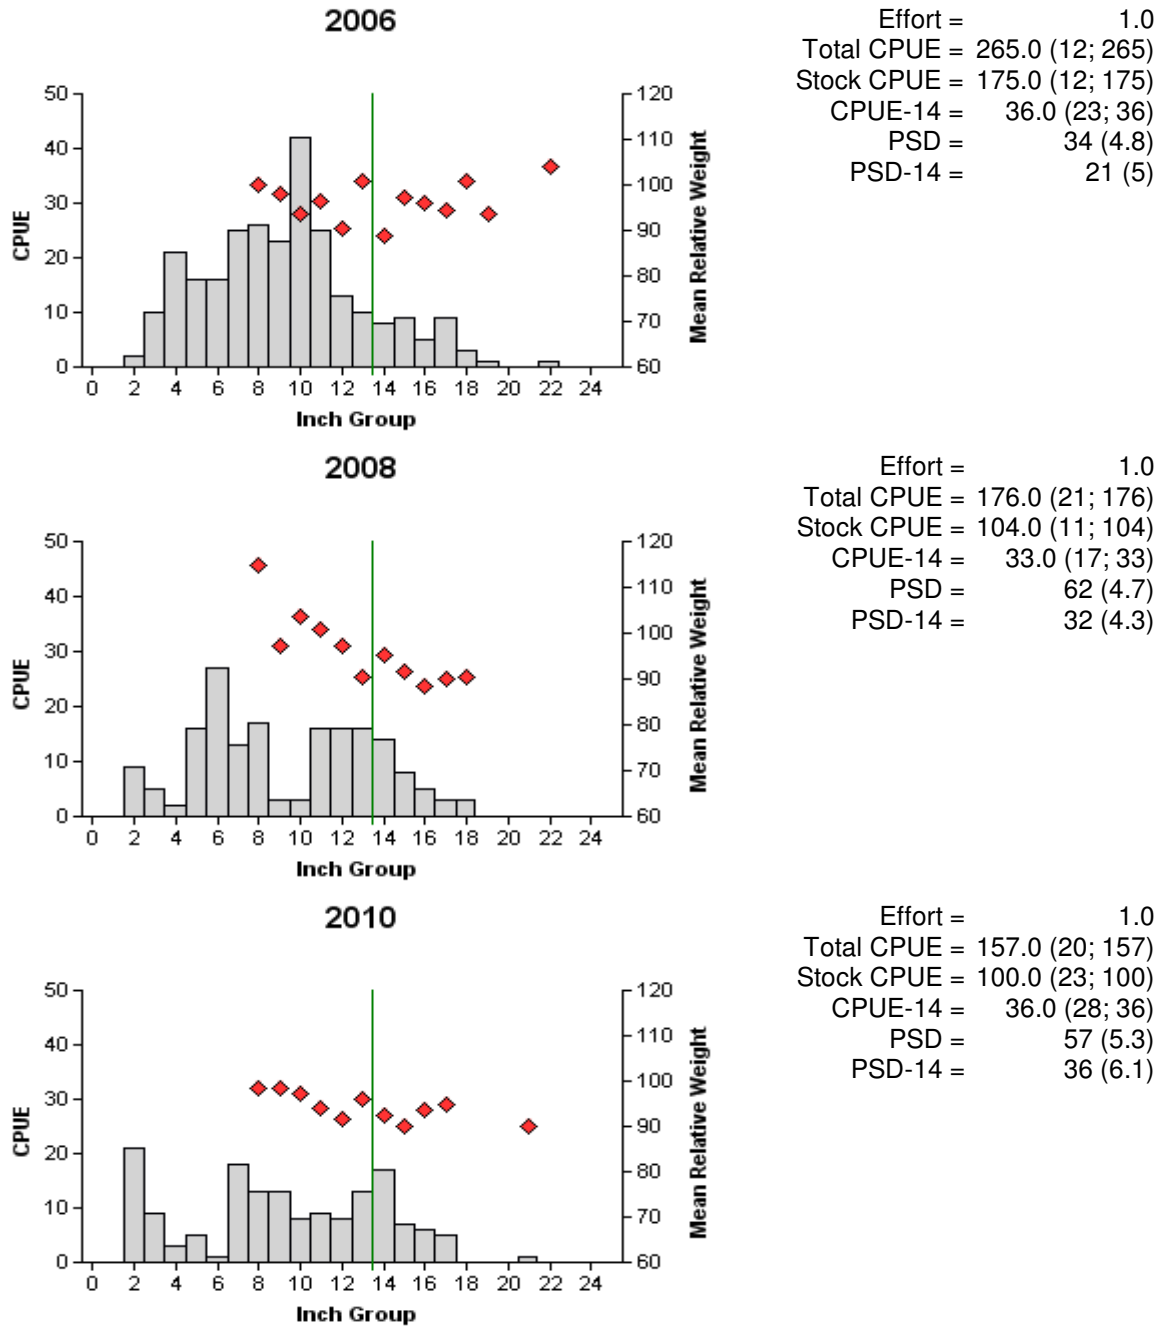 2006
Effort = 1.0
Total CPUE = 265.0 (12; 265)
Stock CPUE = 175.0 (12; 175)
CPUE-14 = 36.0 (23; 36)
PSD = 34 (4.8)
PSD-14 = 21 (5)
50
40
30
20
10
0
CPUE
120
110
100
90
80
70
60
Mean Relative Weight
0 2 4 6 8 10 12 14 16 18 20 22 24
Inch Group
2008
Effort = 1.0
Total CPUE = 176.0 (21; 176)
Stock CPUE = 104.0 (11; 104)
CPUE-14 = 33.0 (17; 33)
PSD = 62 (4.7)
PSD-14 = 32 (4.3)
50
40
30
20
10
0
CPUE
120
110
100
90
80
70
60
Mean Relative Weight
0 2 4 6 8 10 12 14 16 18 20 22 24
Inch Group
2010
Effort = 1.0
Total CPUE = 157.0 (20; 157)
Stock CPUE = 100.0 (23; 100)
CPUE-14 = 36.0 (28; 36)
PSD = 57 (5.3)
PSD-14 = 36 (6.1)
50
40
30
20
10
0
CPUE
120
110
100
90
80
70
60
Mean Relative Weight
0 2 4 6 8 10 12 14 16 18 20 22 24
Inch Group